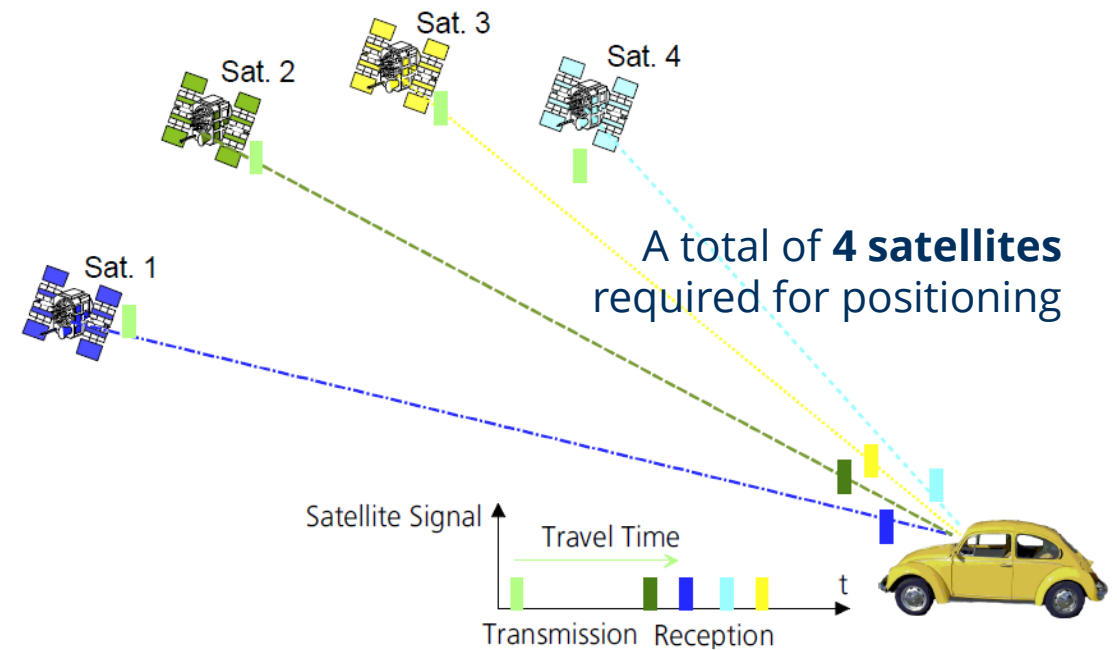 Sat. 3
Sat. 4
Sat. 2
A total of 4 satellites
required for positioning
Sat. 1
Satellite Signal
Travel Time
t
Transmission Reception